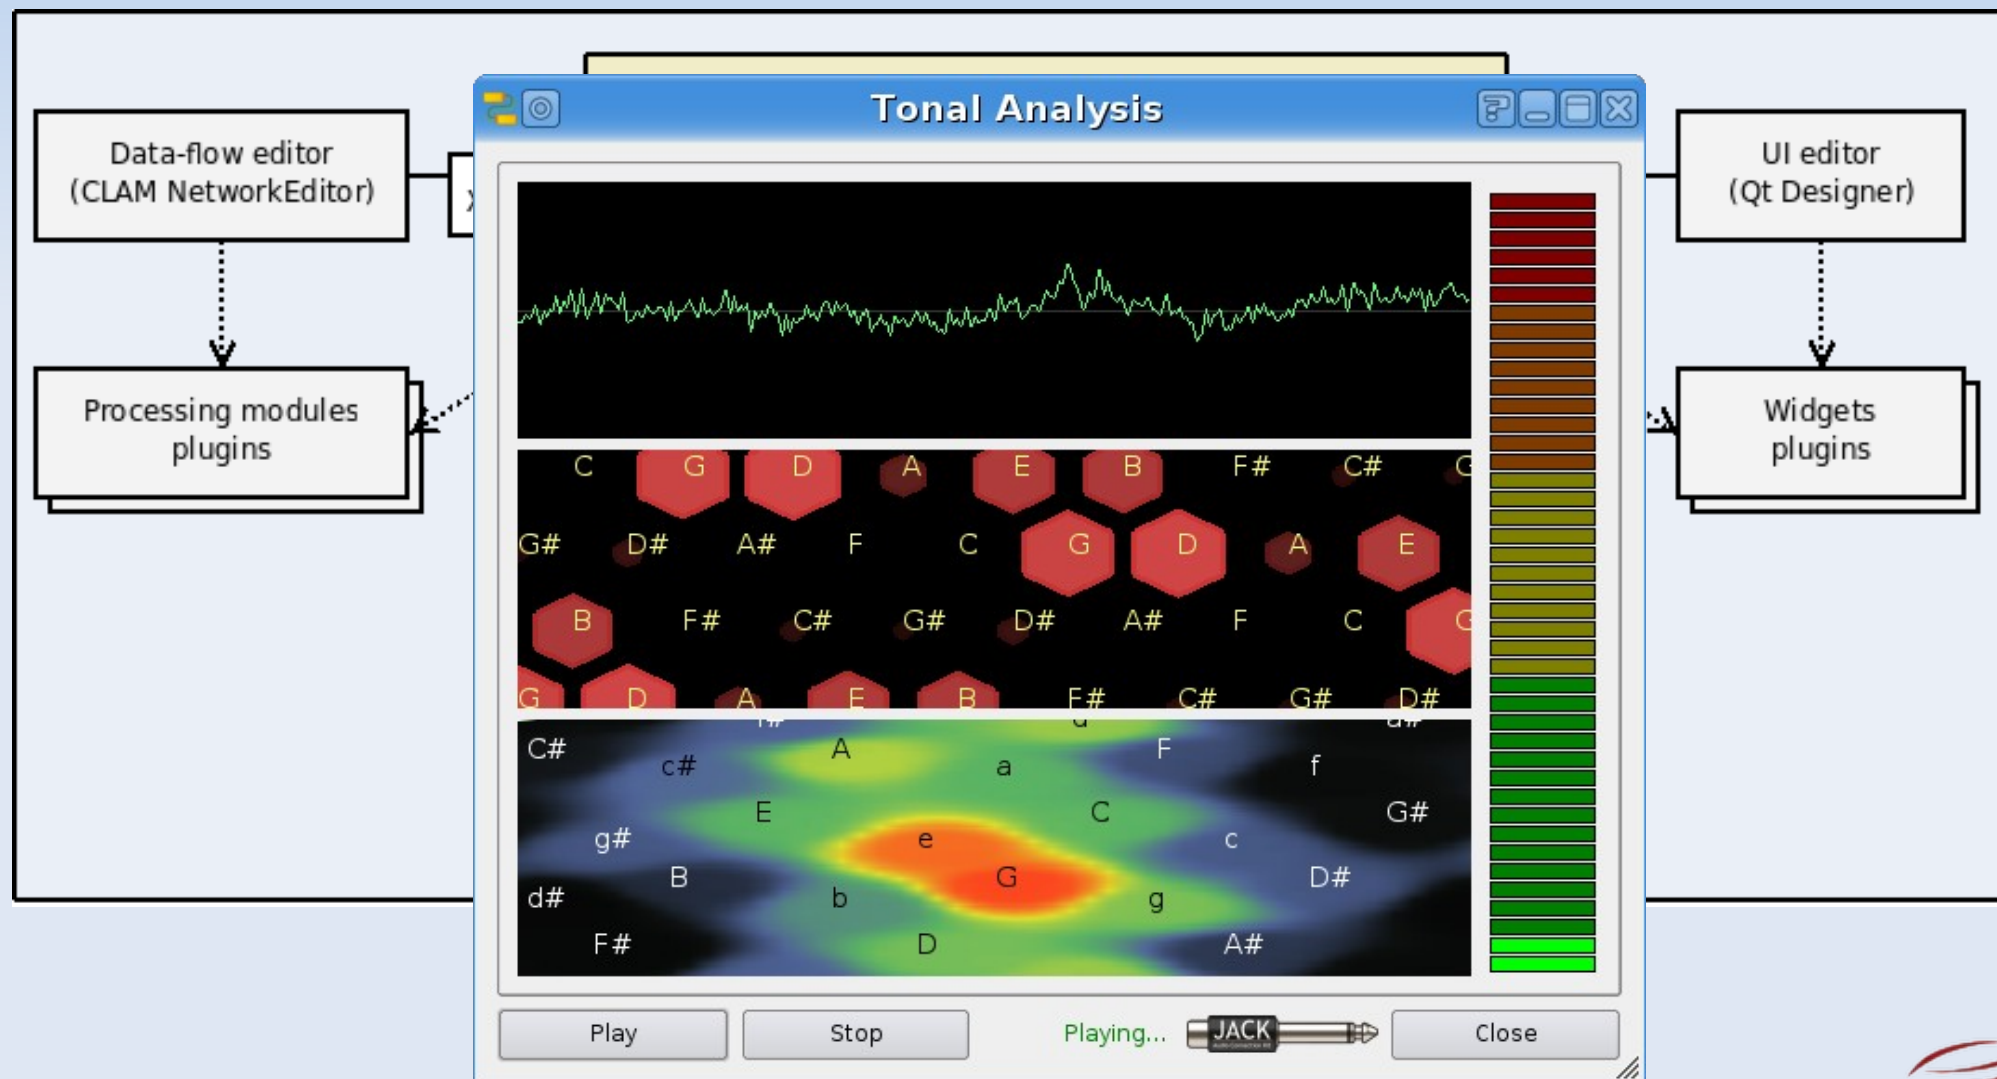 Tonal Analysis
Data-flow editor
(CLAM NetworkEditor)
UI editor
(Qt Designer)
Processing modules
plugins
Widgets
plugins
C G D A E B F# C# G
G# D# A# F C G D A E
B F# C# G# D# A# F C G
G D A E B F# C# G# D#
f# d a#
C# A F
c# a f
E C G#
g# e c
B G D#
d# b g
F# D A#
Play
Stop
Playing...
JACK
Close